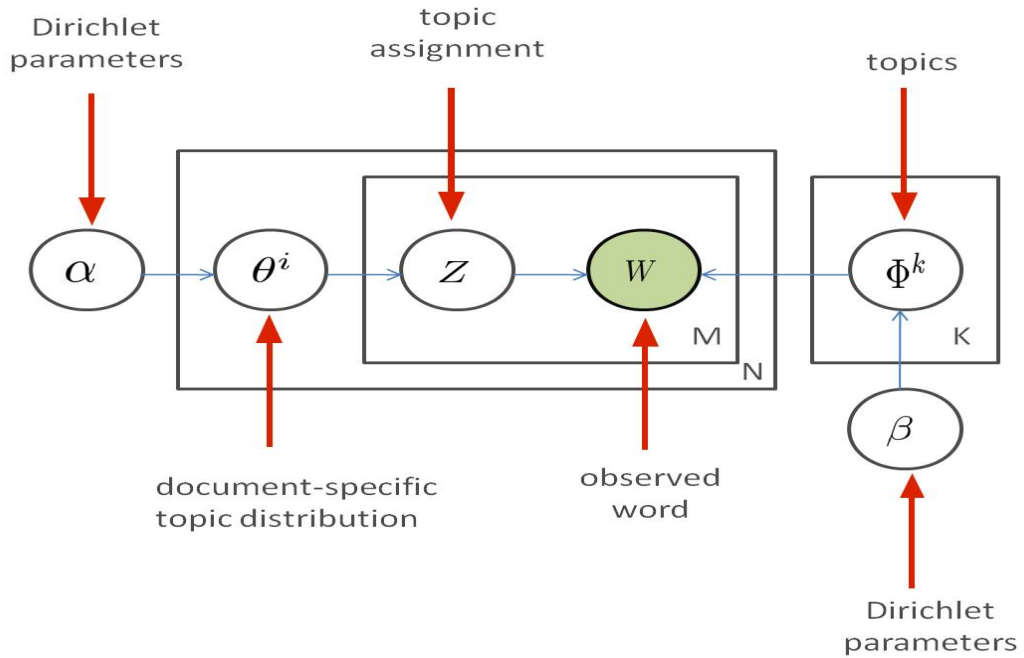 Dirichlet
parameters
topic
assignment
topics
α
θ^i
Z
W
Φ^k
M
K
N
β
document-specific
topic distribution
observed
word
Dirichlet
parameters